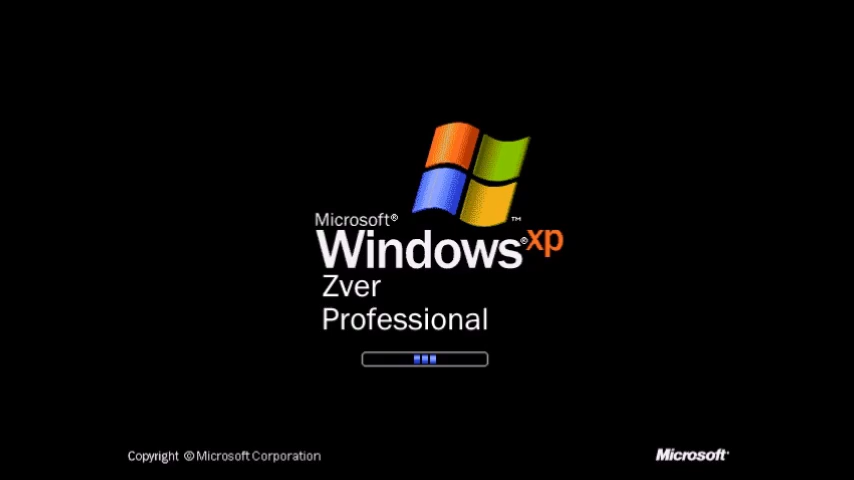 Microsoft®
Windows® xp ™
Zver
Professional
Copyright © Microsoft Corporation
Microsoft®